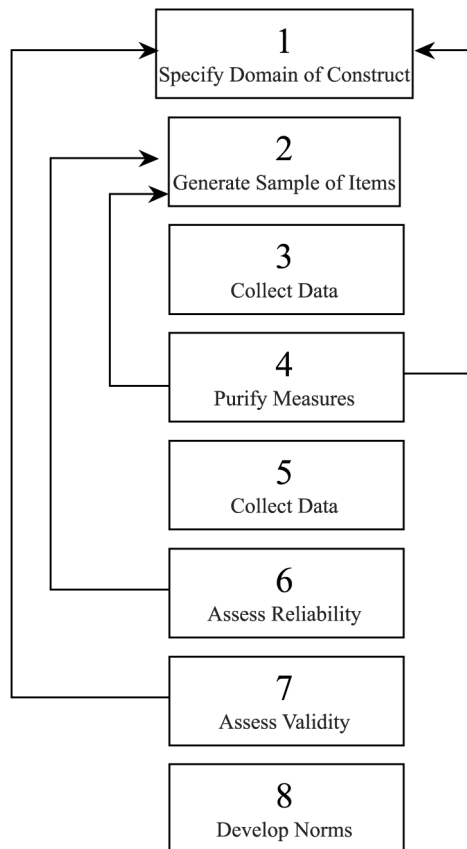 1
Specify Domain of Construct
2
Generate Sample of Items
3
Collect Data
4
Purify Measures
5
Collect Data
6
Assess Reliability
7
Assess Validity
8
Develop Norms